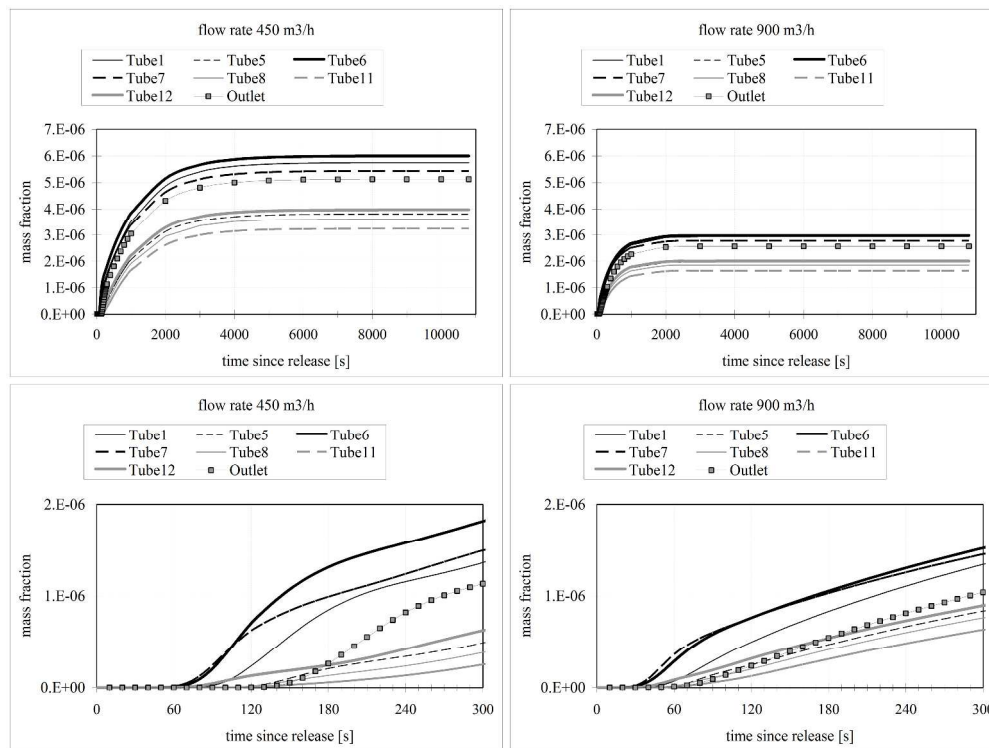 flow rate 450 m3/h
Tube1 Tube5 Tube6
Tube7 Tube8 Tube11
Tube12 Outlet
7.E-06
6.E-06
5.E-06
4.E-06
3.E-06
2.E-06
1.E-06
0.E+00
mass fraction
0 2000 4000 6000 8000 10000
time since release [s]
flow rate 900 m3/h
Tube1 Tube5 Tube6
Tube7 Tube8 Tube11
Tube12 Outlet
7.E-06
6.E-06
5.E-06
4.E-06
3.E-06
2.E-06
1.E-06
0.E+00
mass fraction
0 2000 4000 6000 8000 10000
time since release [s]
flow rate 450 m3/h
Tube1 Tube5 Tube6
Tube7 Tube8 Tube11
Tube12 Outlet
2.E-06
1.E-06
0.E+00
mass fraction
0 60 120 180 240 300
time since release [s]
flow rate 900 m3/h
Tube1 Tube5 Tube6
Tube7 Tube8 Tube11
Tube12 Outlet
2.E-06
1.E-06
0.E+00
mass fraction
0 60 120 180 240 300
time since release [s]